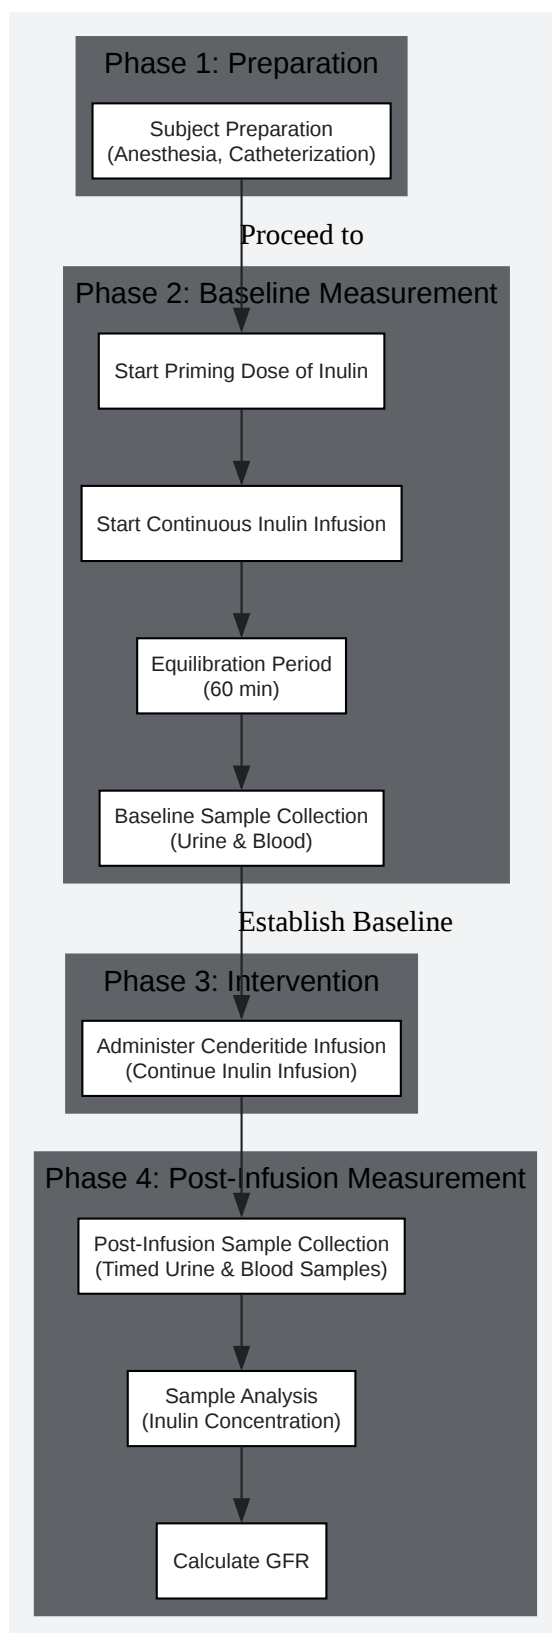 Phase 1: Preparation
Subject Preparation
(Anesthesia, Catheterization)
Proceed to
Phase 2: Baseline Measurement
Start Priming Dose of Inulin
Start Continuous Inulin Infusion
Equilibration Period
(60 min)
Baseline Sample Collection
(Urine & Blood)
Establish Baseline
Phase 3: Intervention
Administer Cenderitide Infusion
(Continue Inulin Infusion)
Phase 4: Post-Infusion Measurement
Post-Infusion Sample Collection
(Timed Urine & Blood Samples)
Sample Analysis
(Inulin Concentration)
Calculate GFR